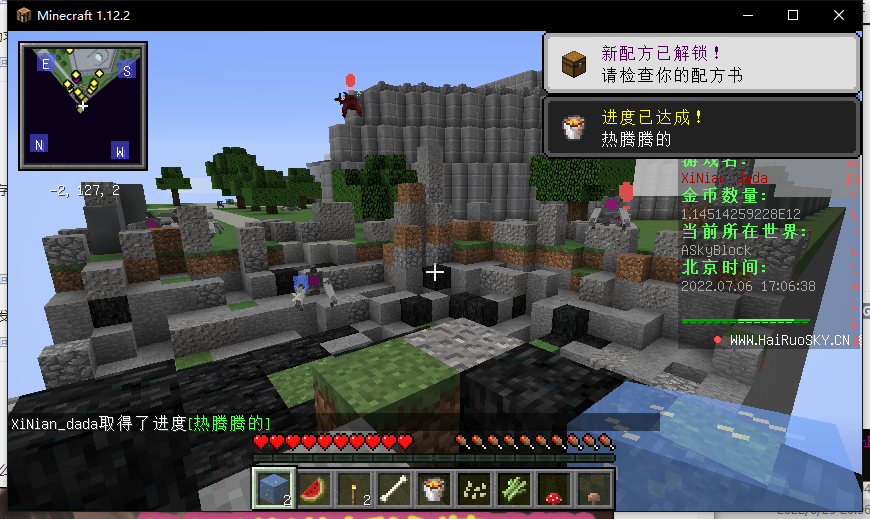 Minecraft 1.12.2
新配方已解锁！
请检查你的配方书
进度已达成！
热腾腾的
E
S
N
W
-2, 127, 2
游戏名：
XiNian_dada
金币数量：
1.14514259228E12
当前所在世界：
ASkyBlock
北京时间：
2022.07.06 17:06:38
WWW.HaiRuoSKY.CN
XiNian_dada取得了进度[热腾腾的]
2
2